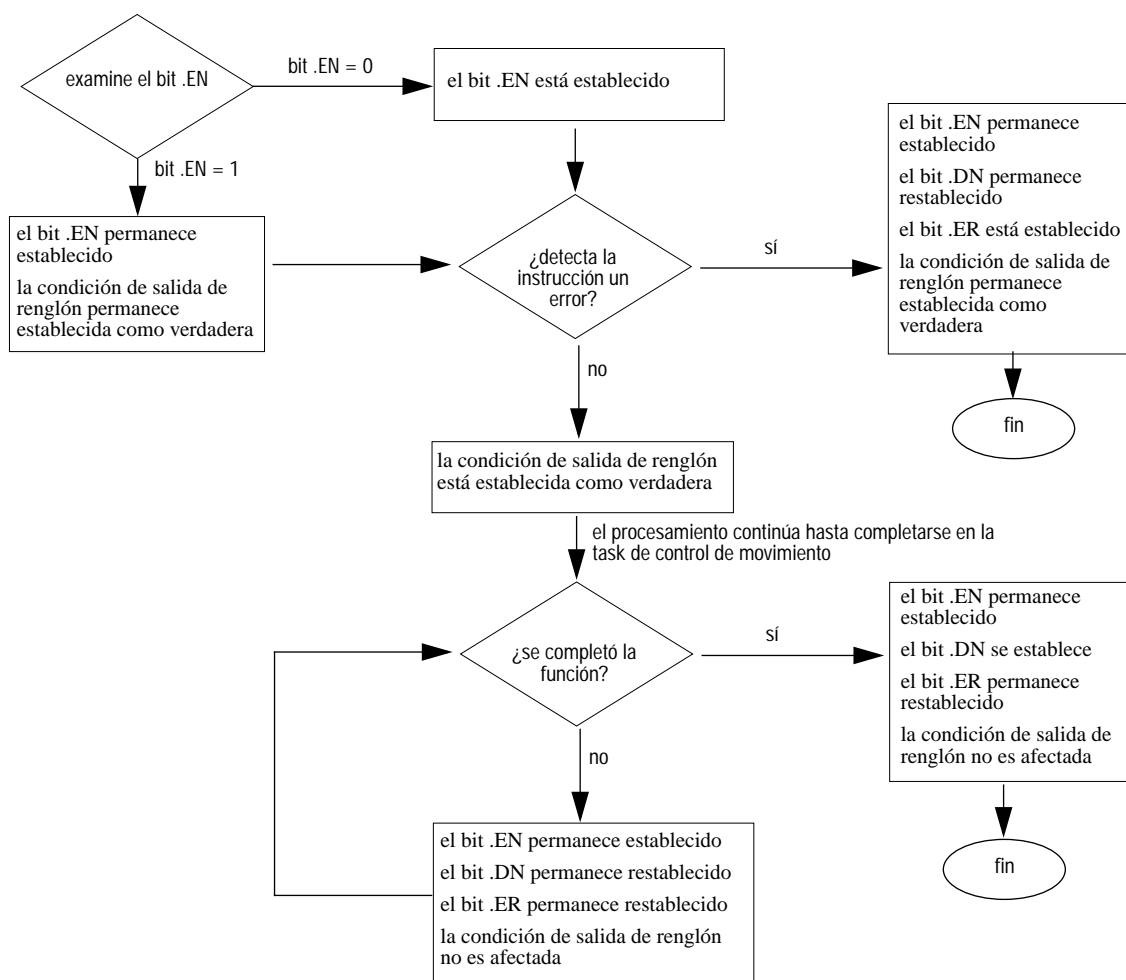 examine el bit .EN
bit .EN = 0
el bit .EN está establecido
bit .EN = 1
el bit .EN permanece
establecido
la condición de salida de
renglón permanece
establecida como verdadera
¿detecta la
instrucción un
error?
sí
el bit .EN permanece
establecido
el bit .DN permanece
restablecido
el bit .ER está establecido
la condición de salida de
renglón permanece
establecida como
verdadera
fin
no
la condición de salida de renglón
está establecida como verdadera
el procesamiento continúa hasta completarse en la
task de control de movimiento
¿se completó la
función?
sí
el bit .EN permanece
establecido
el bit .DN se establece
el bit .ER permanece
restablecido
la condición de salida de
renglón no es afectada
fin
no
el bit .EN permanece establecido
el bit .DN permanece restablecido
el bit .ER permanece restablecido
la condición de salida de renglón
no es afectada